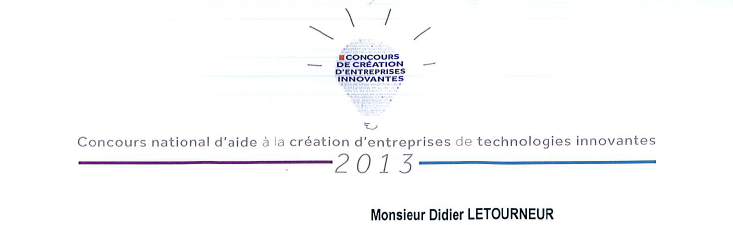 CONCOURS
DE CRÉATION
D'ENTREPRISES
INNOVANTES
Concours national d'aide à la création d'entreprises de technologies innovantes
2013
Monsieur Didier LETOURNEUR